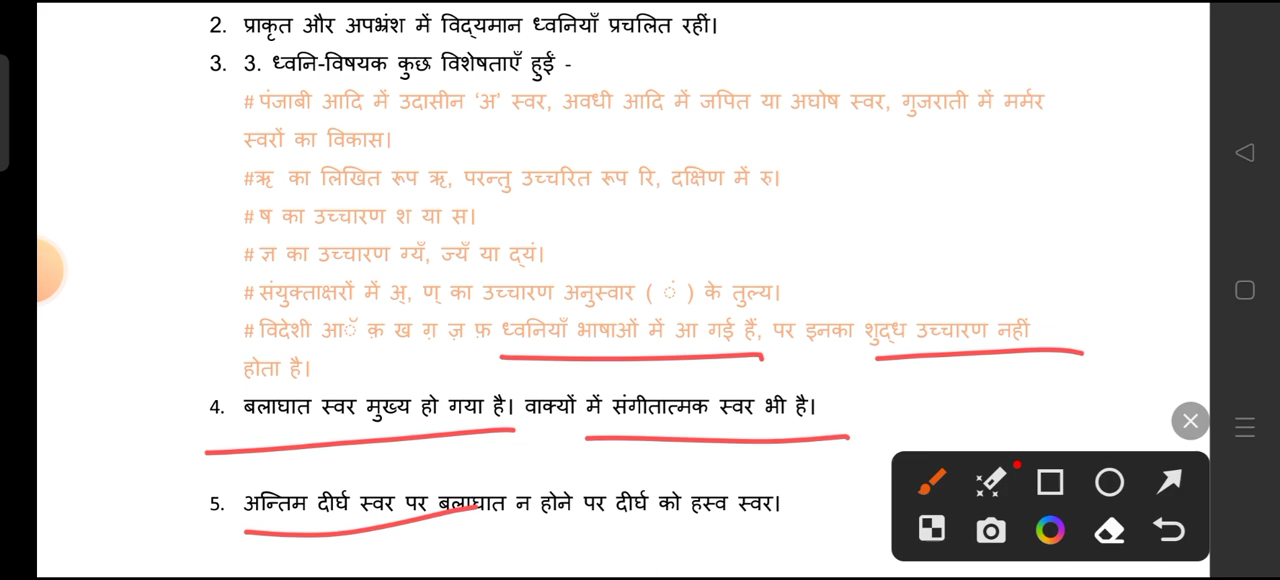 2. प्राकृत और अपभ्रंश में विद्यमान ध्वनियाँ प्रचलित रहीं।
3. 3. ध्वनि-विषयक कुछ विशेषताएँ हुईं -
# पंजाबी आदि में उदासीन ‘अ’ स्वर, अवधी आदि में जपित या अघोष स्वर, गुजराती में मर्मर
स्वरों का विकास।
#ऋ का लिखित रूप ऋ, परन्तु उच्चरित रूप रि, दक्षिण में रु।
# ष का उच्चारण श या स।
# ज्ञ का उच्चारण ग्यँ, ज्यँ या द्यं।
# संयुक्ताक्षरों में अ्, ण् का उच्चारण अनुस्वार ( ं ) के तुल्य।
# विदेशी आॅ क़ ख ग़ ज़ फ़ ध्वनियाँ भाषाओं में आ गई हैं, पर इनका शुद्ध उच्चारण नहीं
होता है।
4. बलाघात स्वर मुख्य हो गया है। वाक्यों में संगीतात्मक स्वर भी है।
5. अन्तिम दीर्घ स्वर पर बलाघात न होने पर दीर्घ को हस्व स्वर।